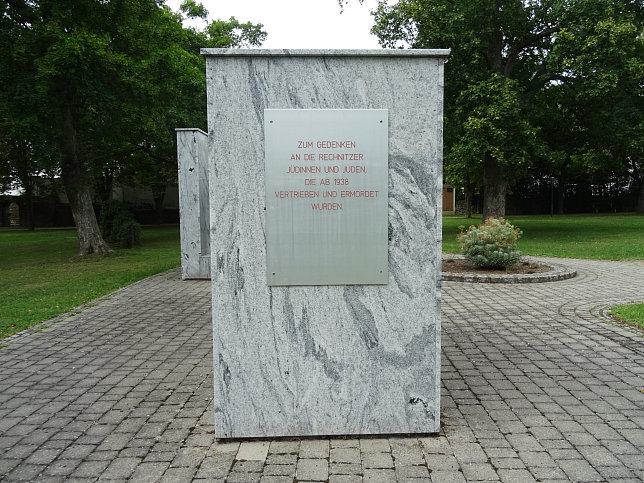 ZUM GEDENKEN
AN DIE RECHNITZER
JÜDINNEN UND JUDEN,
DIE AB 1938
VERTRIEBEN UND ERMORDET
WURDEN.